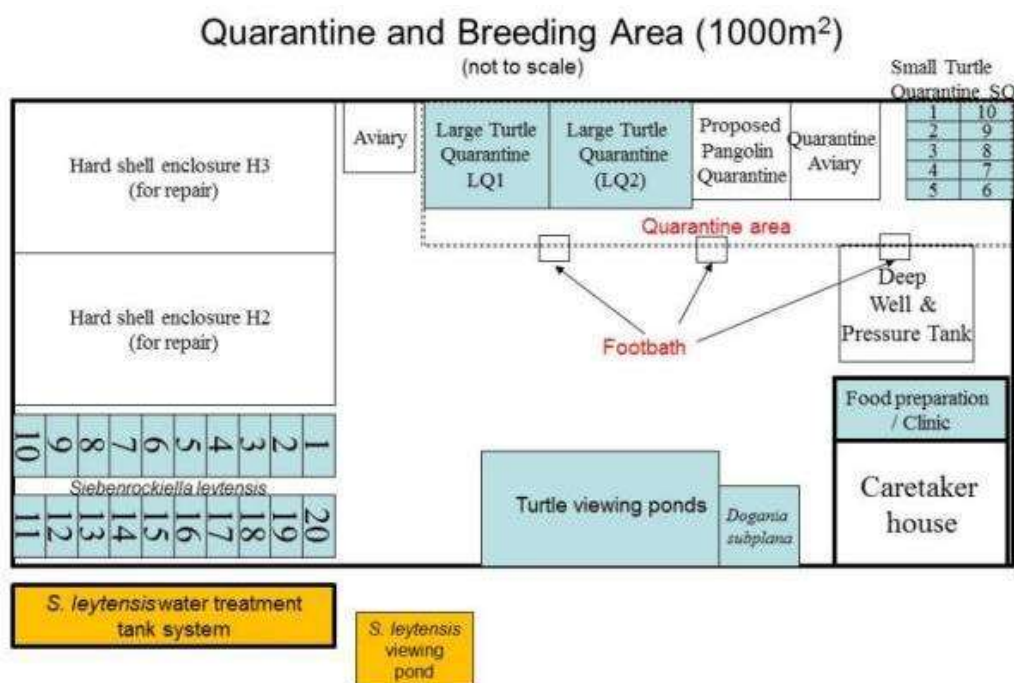 Quarantine and Breeding Area (1000m²)
(not to scale)
Small Turtle
Quarantine SQ
Hard shell enclosure H3
(for repair)
Aviary
Large Turtle
Quarantine
LQ1
Large Turtle
Quarantine
(LQ2)
Proposed
Pangolin
Quarantine
Quarantine
Aviary
1 10
2 9
3 8
4 7
5 6
Quarantine area
Hard shell enclosure H2
(for repair)
Footbath
Deep
Well &
Pressure Tank
Food preparation
/ Clinic
Caretaker
house
10 9 8 7 6 5 4 3 2 1
Siebenrockiella leytensis
11 12 13 14 15 16 17 18 19 20
Turtle viewing ponds
Dogania
subplana
S. leytensis water treatment
tank system
S. leytensis
viewing
pond